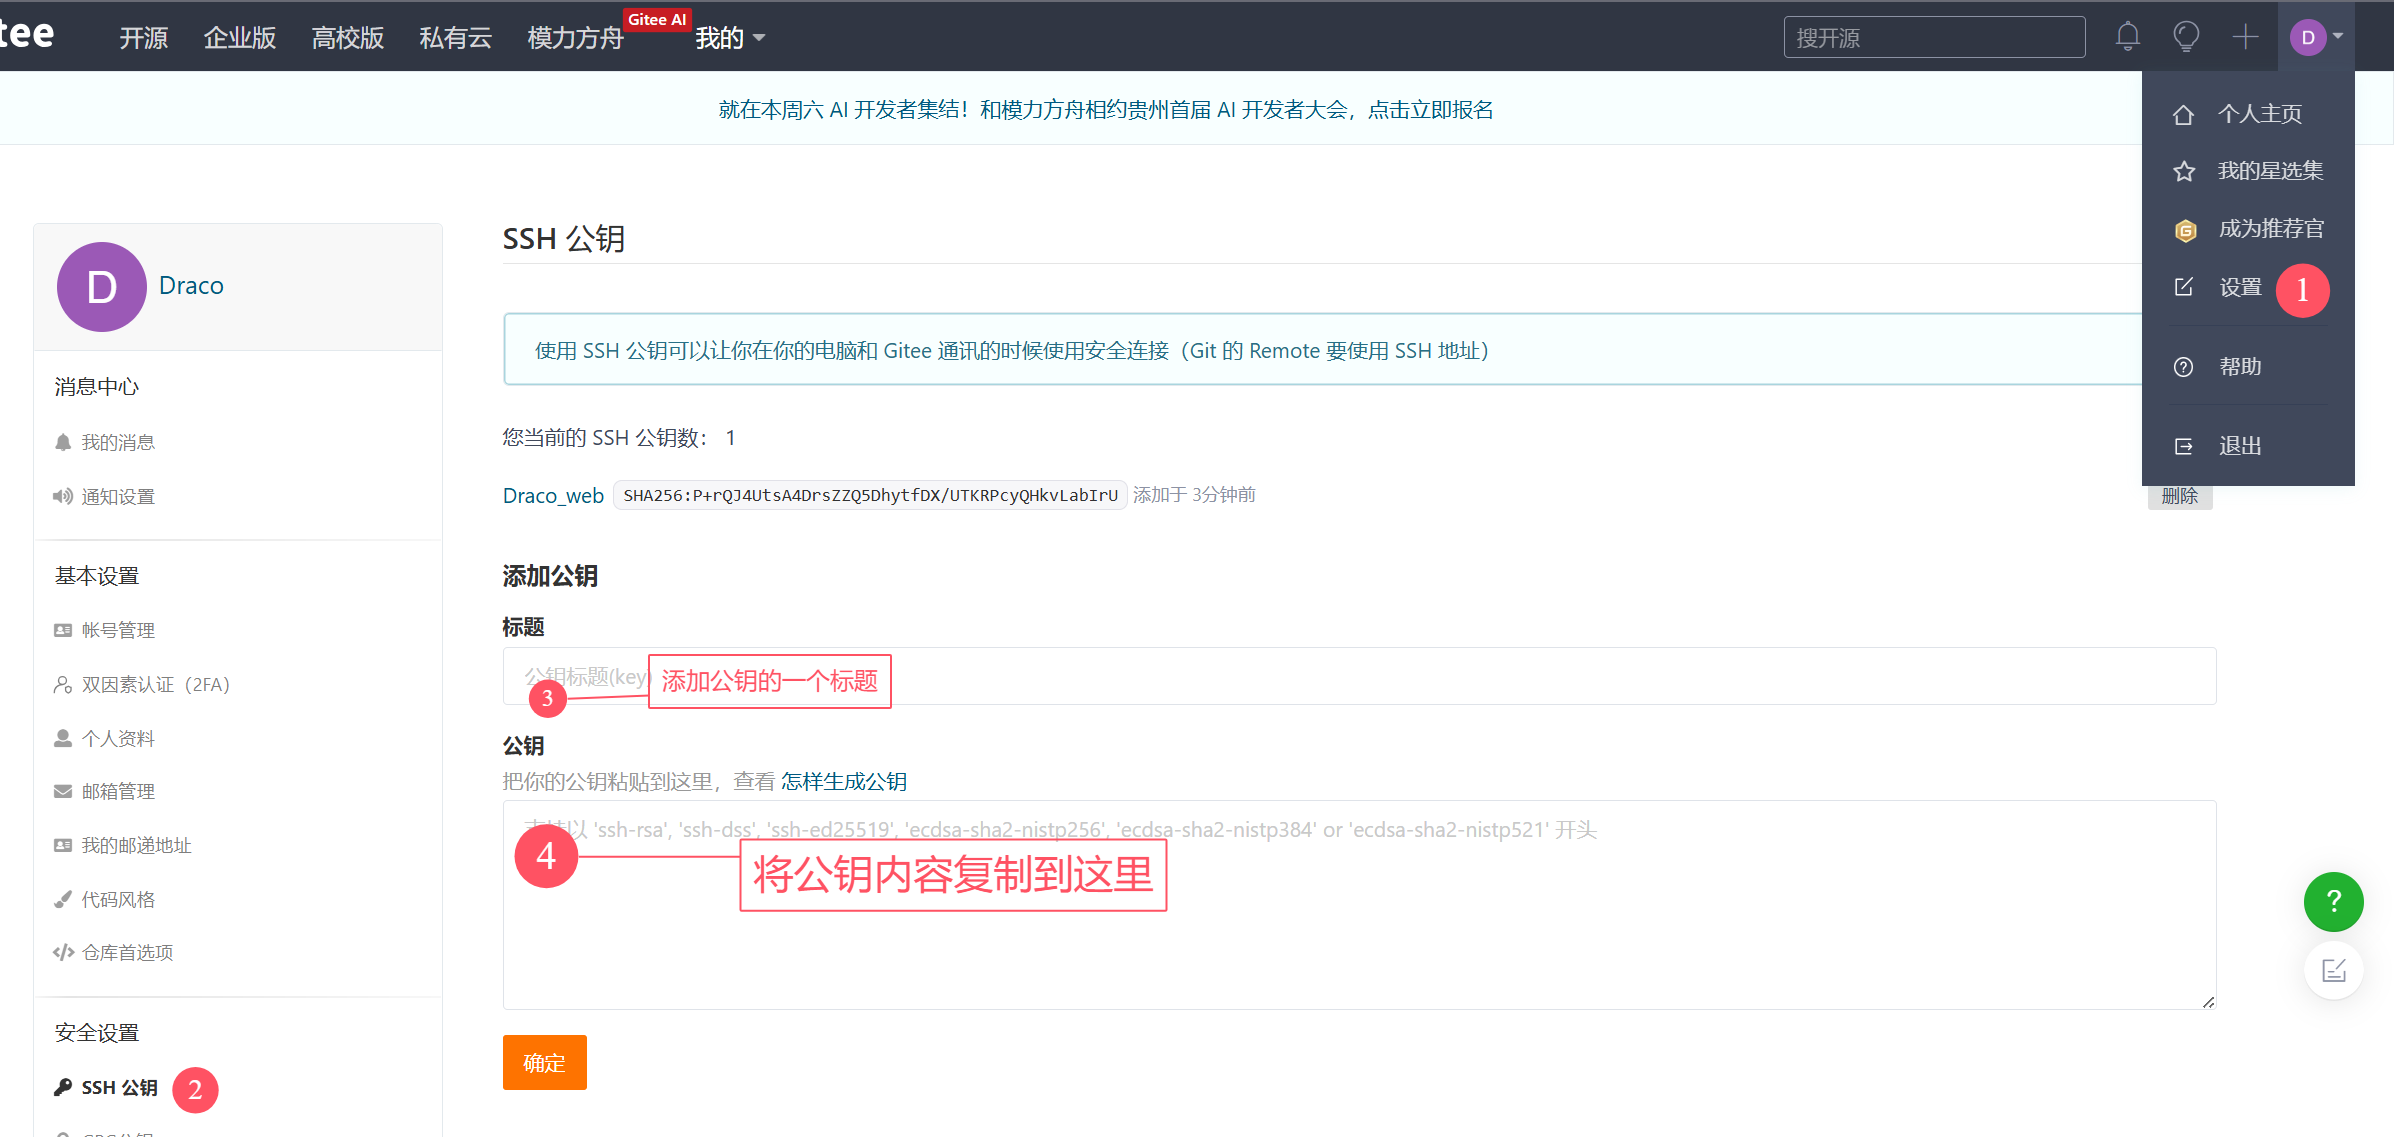 tee 开源 企业版 高校版 私有云 模力方舟 Gitee AI 我的 搜开源 D
就在本周六 AI 开发者集结！和模力方舟相约贵州首届 AI 开发者大会，点击立即报名
个人主页
我的星选集
成为推荐官
设置 1
帮助
退出
D Draco
消息中心
我的消息
通知设置
基本设置
帐号管理
双因素认证（2FA）
个人资料
邮箱管理
我的邮递地址
代码风格
仓库首选项
安全设置
SSH 公钥 2
SSH 公钥
使用 SSH 公钥可以让你在你的电脑和 Gitee 通讯的时候使用安全连接（Git 的 Remote 要使用 SSH 地址）
您当前的 SSH 公钥数： 1
Draco_web SHA256:P+rQJ4UtsA4DrsZZQ5DhytfDX/UTKRPcyQHkvLabIrU 添加于 3分钟前 删除
添加公钥
标题
公钥标题(key)
3 添加公钥的一个标题
公钥
把你的公钥粘贴到这里，查看 怎样生成公钥
支持以 'ssh-rsa', 'ssh-dss', 'ssh-ed25519', 'ecdsa-sha2-nistp256', 'ecdsa-sha2-nistp384' or 'ecdsa-sha2-nistp521' 开头
4 将公钥内容复制到这里
确定
?